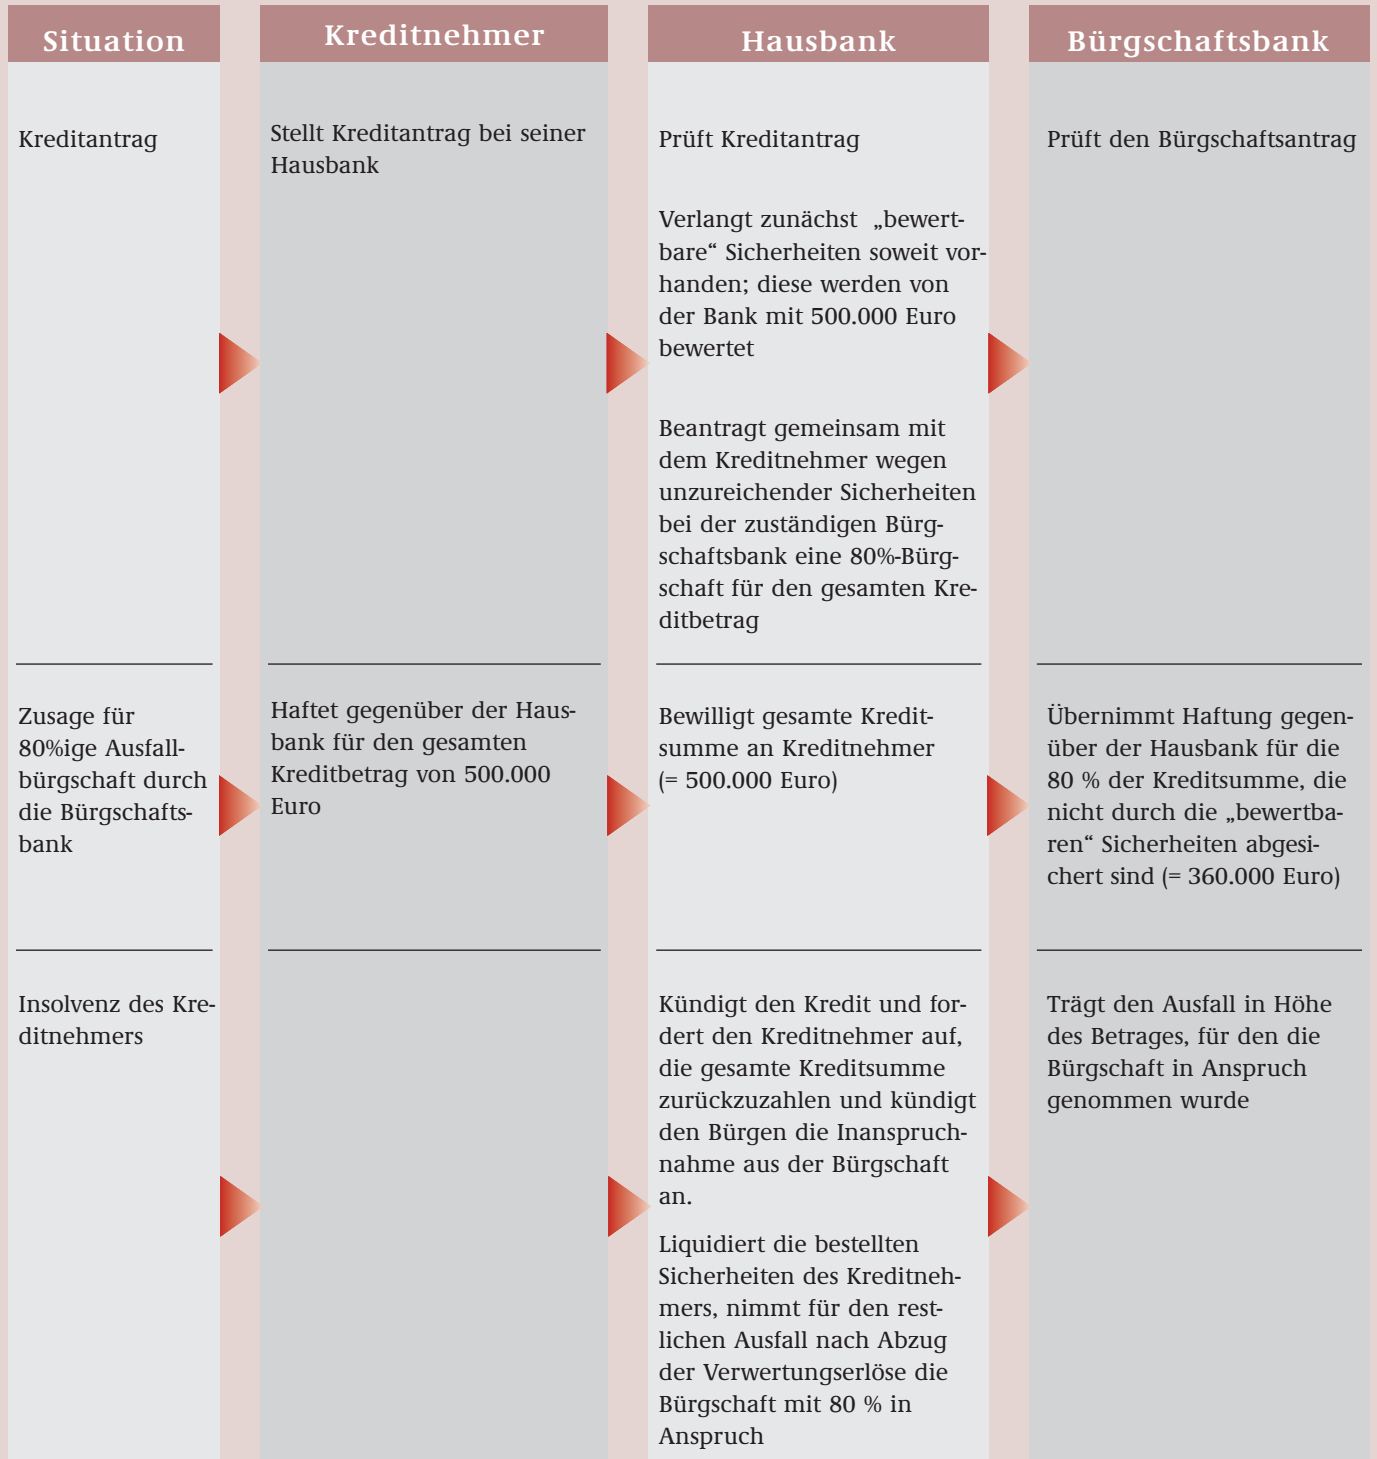 Situation
Kreditnehmer
Hausbank
Bürgschaftsbank
Kreditantrag
Stellt Kreditantrag bei seiner
Hausbank
Prüft Kreditantrag
Verlangt zunächst „bewert-
bare“ Sicherheiten soweit vor-
handen; diese werden von
der Bank mit 500.000 Euro
bewertet
Beantragt gemeinsam mit
dem Kreditnehmer wegen
unzureichender Sicherheiten
bei der zuständigen Bürg-
schaftsbank eine 80%-Bürg-
schaft für den gesamten Kre-
ditbetrag
Prüft den Bürgschaftsantrag
Zusage für
80%ige Ausfall-
bürgschaft durch
die Bürgschafts-
bank
Haftet gegenüber der Haus-
bank für den gesamten
Kreditbetrag von 500.000
Euro
Bewilligt gesamte Kredit-
summe an Kreditnehmer
(= 500.000 Euro)
Übernimmt Haftung gegen-
über der Hausbank für die
80 % der Kreditsumme, die
nicht durch die „bewertba-
ren“ Sicherheiten abgesi-
chert sind (= 360.000 Euro)
Insolvenz des Kre-
ditnehmers
Kündigt den Kredit und for-
dert den Kreditnehmer auf,
die gesamte Kreditsumme
zurückzuzahlen und kündigt
den Bürgen die Inanspruch-
nahme aus der Bürgschaft
an.
Liquidiert die bestellten
Sicherheiten des Kreditneh-
mers, nimmt für den rest-
lichen Ausfall nach Abzug
der Verwertungserlöse die
Bürgschaft mit 80 % in
Anspruch
Trägt den Ausfall in Höhe
des Betrages, für den die
Bürgschaft in Anspruch
genommen wurde